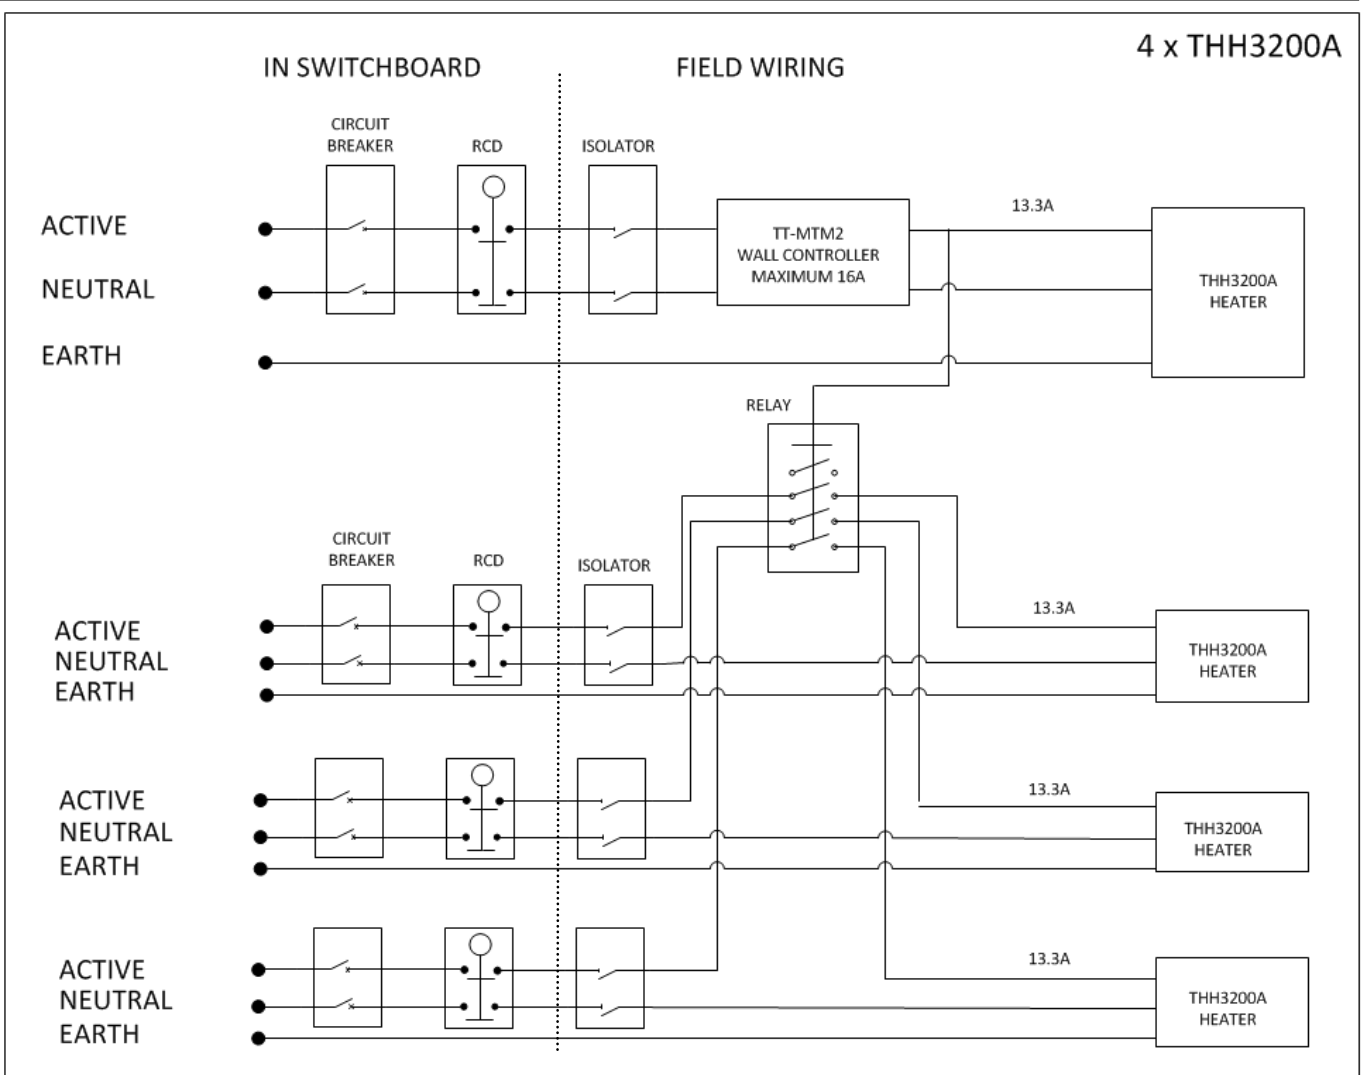 4 x THH3200A
IN SWITCHBOARD
FIELD WIRING
CIRCUIT
BREAKER
RCD
ISOLATOR
ACTIVE
NEUTRAL
EARTH
TT-MTM2
WALL CONTROLLER
MAXIMUM 16A
13.3A
THH3200A
HEATER
RELAY
CIRCUIT
BREAKER
RCD
ISOLATOR
ACTIVE
NEUTRAL
EARTH
13.3A
THH3200A
HEATER
ACTIVE
NEUTRAL
EARTH
13.3A
THH3200A
HEATER
ACTIVE
NEUTRAL
EARTH
13.3A
THH3200A
HEATER